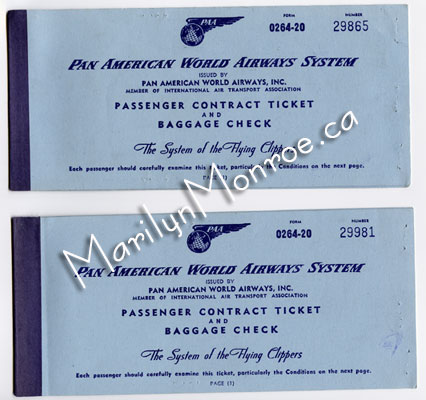 PAA
FORM NUMBER
0264-20 29865
PAN AMERICAN WORLD AIRWAYS SYSTEM
ISSUED BY
PAN AMERICAN WORLD AIRWAYS, INC.
MEMBER OF INTERNATIONAL AIR TRANSPORT ASSOCIATION
PASSENGER CONTRACT TICKET
AND
BAGGAGE CHECK
The System of the Flying Clippers
Each passenger should carefully examine this ticket, particularly the Conditions on the next page.
PAGE (1)
MarilynMonroe.ca
PAA
FORM NUMBER
0264-20 29981
PAN AMERICAN WORLD AIRWAYS SYSTEM
ISSUED BY
PAN AMERICAN WORLD AIRWAYS, INC.
MEMBER OF INTERNATIONAL AIR TRANSPORT ASSOCIATION
PASSENGER CONTRACT TICKET
AND
BAGGAGE CHECK
The System of the Flying Clippers
Each passenger should carefully examine this ticket, particularly the Conditions on the next page.
PAGE (1)